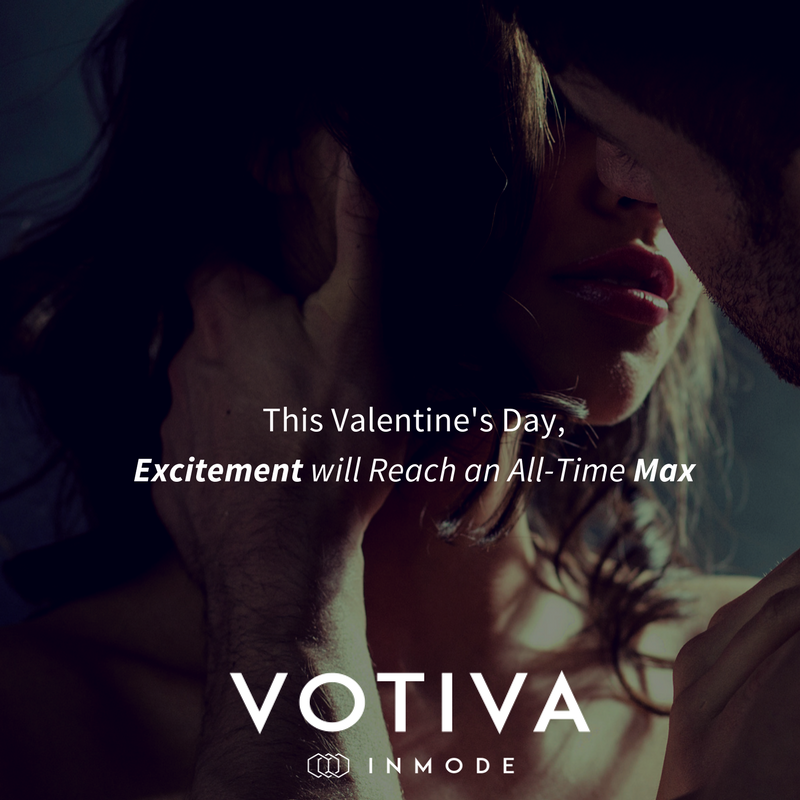 This Valentine's Day,
Excitement will Reach an All-Time Max
VOTIVA
INMODE